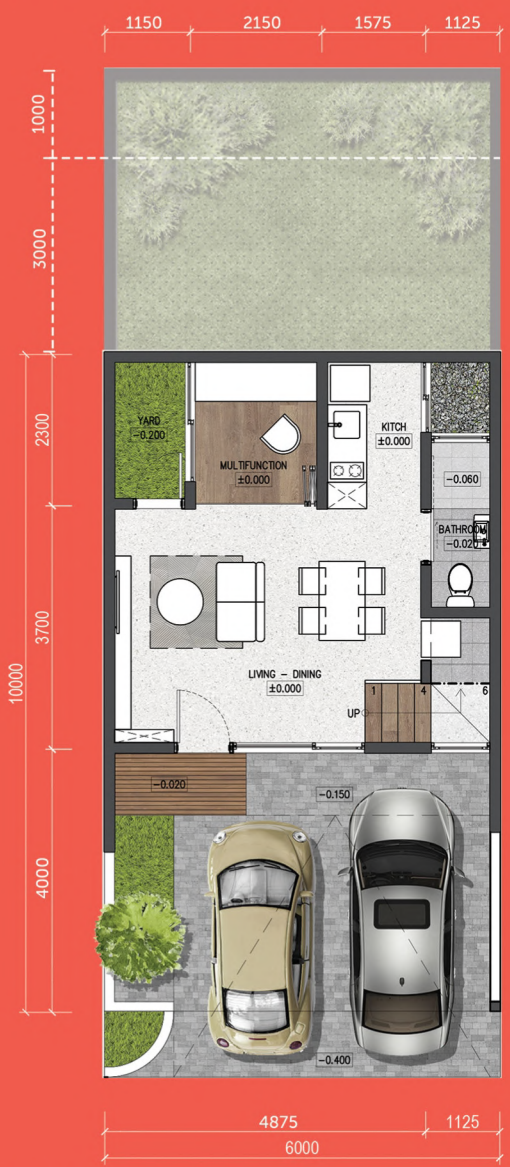 1150 2150 1575 1125
1000
3000
2300
3700
10000
4000
YARD
-0.200
MULTIFUNCTION
±0.000
KITCH
±0.000
-0.060
BATHROOM
-0.020
LIVING - DINING
±0.000
UP 1 4 6
-0.020
-0.150
-0.400
4875 1125
6000